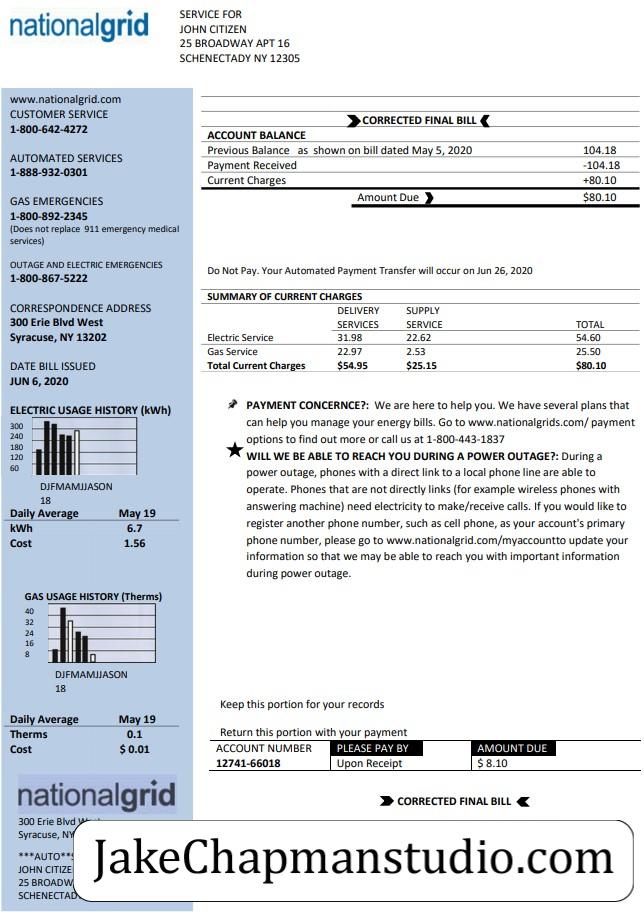 nationalgrid
SERVICE FOR
JOHN CITIZEN
25 BROADWAY APT 16
SCHENECTADY NY 12305
www.nationalgrid.com
CUSTOMER SERVICE
1-800-642-4272
AUTOMATED SERVICES
1-888-932-0301
GAS EMERGENCIES
1-800-892-2345
(Does not replace 911 emergency medical
services)
OUTAGE AND ELECTRIC EMERGENCIES
1-800-867-5222
CORRESPONDENCE ADDRESS
300 Erie Blvd West
Syracuse, NY 13202
DATE BILL ISSUED
JUN 6, 2020
ELECTRIC USAGE HISTORY (kWh)
300
240
180
120
60
DJFMAMJJASON
18
Daily Average May 19
kWh 6.7
Cost 1.56
GAS USAGE HISTORY (Therms)
40
32
24
16
8
DJFMAMJJASON
18
Daily Average May 19
Therms 0.1
Cost $ 0.01
nationalgrid
300 Erie Blvd
Syracuse, NY
***AUTO**
JOHN CITIZE
25 BROADW
SCHENECTAD
CORRECTED FINAL BILL
ACCOUNT BALANCE
Previous Balance as shown on bill dated May 5, 2020 104.18
Payment Received -104.18
Current Charges +80.10
Amount Due $80.10
Do Not Pay. Your Automated Payment Transfer will occur on Jun 26, 2020
SUMMARY OF CURRENT CHARGES
DELIVERY SUPPLY
SERVICES SERVICE TOTAL
Electric Service 31.98 22.62 54.60
Gas Service 22.97 2.53 25.50
Total Current Charges $54.95 $25.15 $80.10
PAYMENT CONCERNCE?: We are here to help you. We have several plans that
can help you manage your energy bills. Go to www.nationalgrid.com/ payment
options to find out more or call us at 1-800-443-1837
WILL WE BE ABLE TO REACH YOU DURING A POWER OUTAGE?: During a
power outage, phones with a direct link to a local phone line are able to
operate. Phones that are not directly links (for example wireless phones with
answering machine) need electricity to make/receive calls. If you would like to
register another phone number, such as cell phone, as your account's primary
phone number, please go to www.nationalgrid.com/myaccountto update your
information so that we may be able to reach you with important information
during power outage.
Keep this portion for your records
Return this portion with your payment
ACCOUNT NUMBER PLEASE PAY BY AMOUNT DUE
12741-66018 Upon Receipt $ 8.10
CORRECTED FINAL BILL
JakeChapmanstudio.com